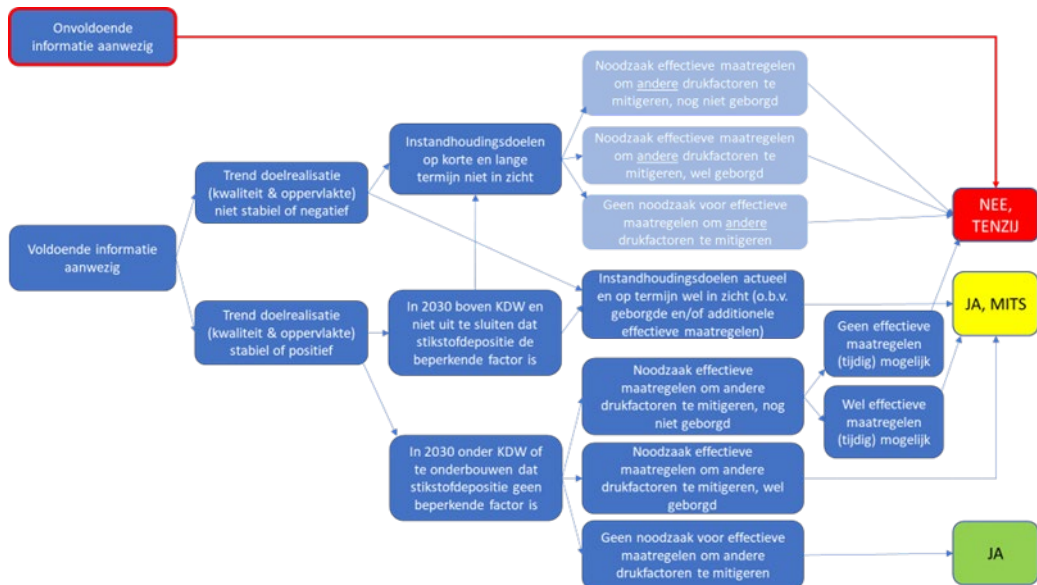 Onvoldoende
informatie aanwezig
Noodzaak effectieve maatregelen
om andere drukfactoren te
mitigeren, nog niet geborgd
Instandhoudingsdoelen
op korte en lange
termijn niet in zicht
Noodzaak effectieve maatregelen
om andere drukfactoren te
mitigeren, wel geborgd
Trend doelrealisatie
(kwaliteit & oppervlakte)
niet stabiel of negatief
Geen noodzaak voor effectieve
maatregelen om andere
drukfactoren te mitigeren
NEE,
TENZIJ
Voldoende informatie
aanwezig
Trend doelrealisatie
(kwaliteit & oppervlakte)
stabiel of positief
In 2030 boven KDW en
niet uit te sluiten dat
stikstofdepositie de
beperkende factor is
Instandhoudingsdoelen actueel
en op termijn wel in zicht (o.b.v.
geborgde en/of additionele
effectieve maatregelen)
JA, MITS
Geen effectieve
maatregelen
(tijdig) mogelijk
Noodzaak effectieve
maatregelen om andere
drukfactoren te mitigeren, nog
niet geborgd
Wel effectieve
maatregelen
(tijdig) mogelijk
In 2030 onder KDW of
te onderbouwen dat
stikstofdepositie geen
beperkende factor is
Noodzaak effectieve
maatregelen om andere
drukfactoren te mitigeren, wel
geborgd
Geen noodzaak voor effectieve
maatregelen om andere
drukfactoren te mitigeren
JA